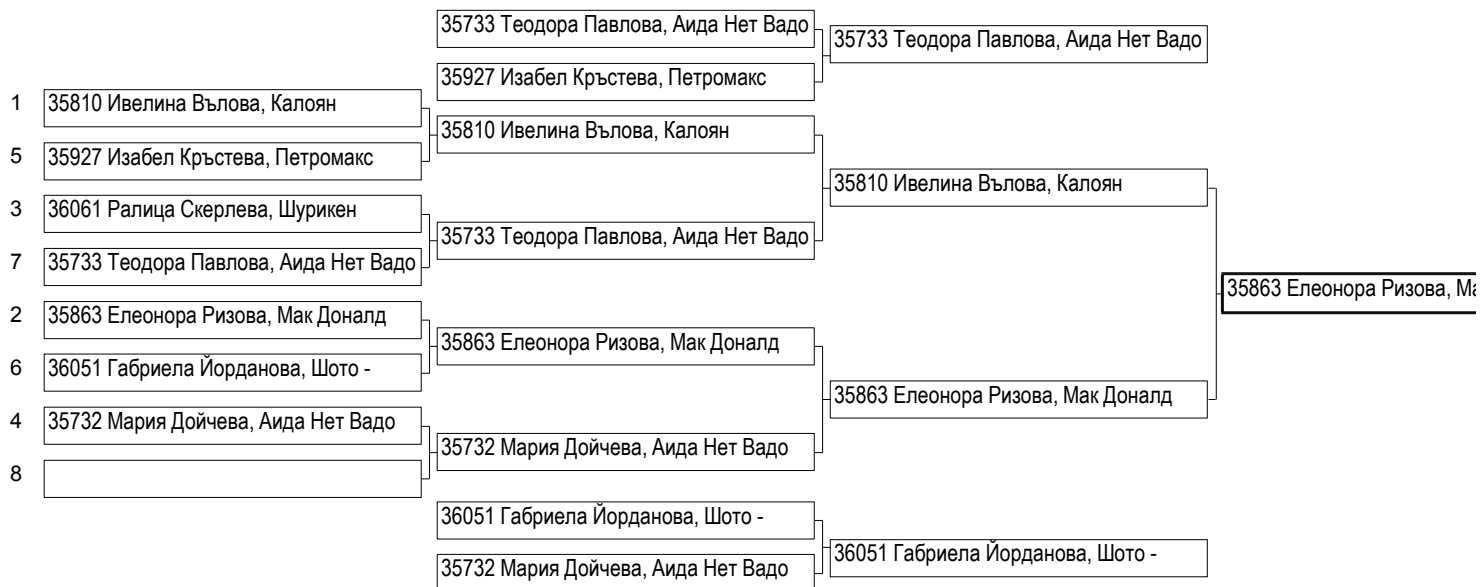 35733 Теодора Павлова, Аида Нет Вадо
35733 Теодора Павлова, Аида Нет Вадо
35927 Изабел Кръстева, Петромакс
1 35810 Ивелина Вълова, Калоян
35810 Ивелина Вълова, Калоян
5 35927 Изабел Кръстева, Петромакс
35810 Ивелина Вълова, Калоян
3 36061 Ралица Скерлева, Шурикен
35733 Теодора Павлова, Аида Нет Вадо
7 35733 Теодора Павлова, Аида Нет Вадо
35863 Елеонора Ризова, Ма
2 35863 Елеонора Ризова, Мак Доналд
35863 Елеонора Ризова, Мак Доналд
6 36051 Габриела Йорданова, Шото -
35863 Елеонора Ризова, Мак Доналд
4 35732 Мария Дойчева, Аида Нет Вадо
35732 Мария Дойчева, Аида Нет Вадо
8
36051 Габриела Йорданова, Шото -
36051 Габриела Йорданова, Шото -
35732 Мария Дойчева, Аида Нет Вадо